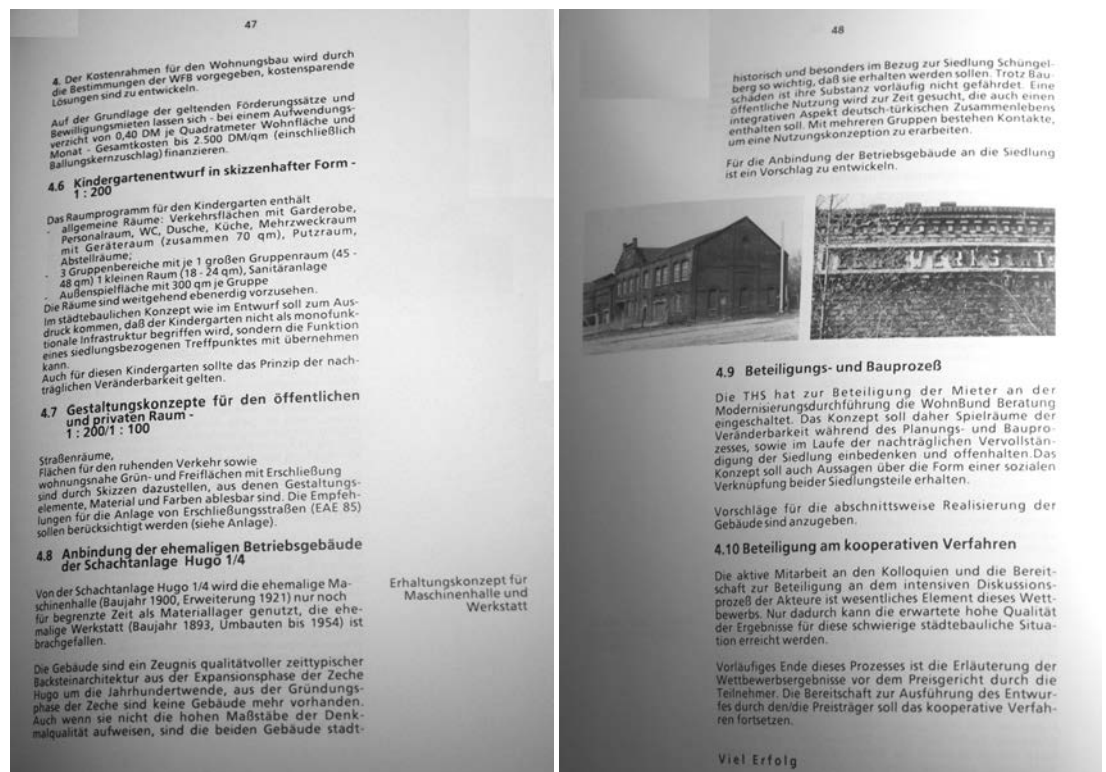 47
4. Der Kostenrahmen für den Wohnungsbau wird durch
die Bestimmungen der WFB vorgegeben, kostensparende
Lösungen sind zu entwickeln.
Auf der Grundlage der geltenden Förderungssätze und
Bewilligungsmieten lassen sich - bei einem Aufwendungs-
verzicht von 0,40 DM je Quadratmeter Wohnfläche und
Monat - Gesamtkosten bis 2.500 DM/qm (einschließlich
Ballungskernzuschlag) finanzieren.
4.6 Kindergartenentwurf in skizzenhafter Form -
1 : 200
Das Raumprogramm für den Kindergarten enthält
- allgemeine Räume: Verkehrsflächen mit Garderobe,
Personalraum, WC, Dusche, Küche, Mehrzweckraum
mit Geräteraum (zusammen 70 qm), Putzraum,
Abstellräume;
- 3 Gruppenbereiche mit je 1 großen Gruppenraum (45 -
48 qm) 1 kleinen Raum (18 - 24 qm), Sanitäranlage
- Außenspielfläche mit 300 qm je Gruppe
Die Räume sind weitgehend ebenerdig vorzusehen.
Im städtebaulichen Konzept wie im Entwurf soll zum Aus-
druck kommen, daß der Kindergarten nicht als monofunk-
tionale Infrastruktur begriffen wird, sondern die Funktion
eines siedlungsbezogenen Treffpunktes mit übernehmen
kann.
Auch für diesen Kindergarten sollte das Prinzip der nach-
träglichen Veränderbarkeit gelten.
4.7 Gestaltungskonzepte für den öffentlichen
und privaten Raum -
1 : 200/1 : 100
Straßenräume,
Flächen für den ruhenden Verkehr sowie
wohnungsnahe Grün- und Freiflächen mit Erschließung
sind durch Skizzen dazustellen, aus denen Gestaltungs-
elemente, Material und Farben ablesbar sind. Die Empfeh-
lungen für die Anlage von Erschließungsstraßen (EAE 85)
sollen berücksichtigt werden (siehe Anlage).
4.8 Anbindung der ehemaligen Betriebsgebäude
der Schachtanlage Hugo 1/4
Von der Schachtanlage Hugo 1/4 wird die ehemalige Ma-
schinenhalle (Baujahr 1900, Erweiterung 1921) nur noch
für begrenzte Zeit als Materiallager genutzt, die ehe-
malige Werkstatt (Baujahr 1893, Umbauten bis 1954) ist
brachgefallen.
Erhaltungskonzept für
Maschinenhalle und
Werkstatt
Die Gebäude sind ein Zeugnis qualitätvoller zeittypischer
Backsteinarchitektur aus der Expansionsphase der Zeche
Hugo um die Jahrhundertwende, aus der Gründungs-
phase der Zeche sind keine Gebäude mehr vorhanden.
Auch wenn sie nicht die hohen Maßstäbe der Denk-
malqualität aufweisen, sind die beiden Gebäude stadt-
48
historisch und besonders im Bezug zur Siedlung Schüngel-
berg so wichtig, daß sie erhalten werden sollen. Trotz Bau-
schäden ist ihre Substanz vorläufig nicht gefährdet. Eine
öffentliche Nutzung wird zur Zeit gesucht, die auch einen
integrativen Aspekt deutsch-türkischen Zusammenlebens
enthalten soll. Mit mehreren Gruppen bestehen Kontakte,
um eine Nutzungskonzeption zu erarbeiten.
Für die Anbindung der Betriebsgebäude an die Siedlung
ist ein Vorschlag zu entwickeln.
WERKSTAT
4.9 Beteiligungs- und Bauprozeß
Die THS hat zur Beteiligung der Mieter an der
Modernisierungsdurchführung die WohnBund Beratung
eingeschaltet. Das Konzept soll daher Spielräume der
Veränderbarkeit während des Planungs- und Baupro-
zesses, sowie im Laufe der nachträglichen Vervollstän-
digung der Siedlung einbedenken und offenhalten.Das
Konzept soll auch Aussagen über die Form einer sozialen
Verknüpfung beider Siedlungsteile erhalten.
Vorschläge für die abschnittsweise Realisierung der
Gebäude sind anzugeben.
4.10 Beteiligung am kooperativen Verfahren
Die aktive Mitarbeit an den Kolloquien und die Bereit-
schaft zur Beteiligung an dem intensiven Diskussions-
prozeß der Akteure ist wesentliches Element dieses Wett-
bewerbs. Nur dadurch kann die erwartete hohe Qualität
der Ergebnisse für diese schwierige städtebauliche Situa-
tion erreicht werden.
Vorläufiges Ende dieses Prozesses ist die Erläuterung der
Wettbewerbsergebnisse vor dem Preisgericht durch die
Teilnehmer. Die Bereitschaft zur Ausführung des Entwur-
fes durch den/die Preisträger soll das kooperative Verfah-
ren fortsetzen.
Viel Erfolg